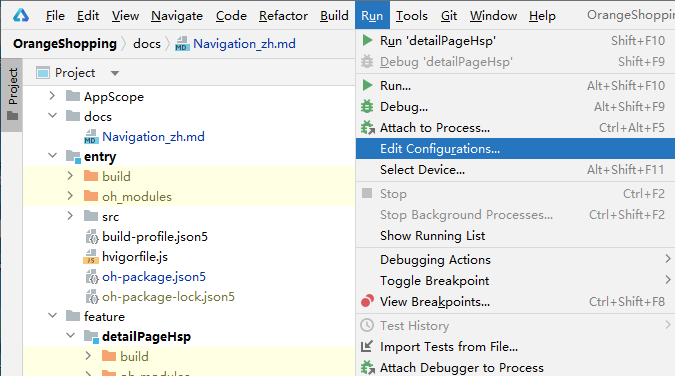 File Edit View Navigate Code Refactor Build Run Tools Git Window Help OrangeShopping
OrangeShopping docs Navigation_zh.md
Project
Project
AppScope
docs
Navigation_zh.md
entry
build
oh_modules
src
build-profile.json5
hvigorfile.js
oh-package.json5
oh-package-lock.json5
feature
detailPageHsp
build
Run 'detailPageHsp' Shift+F10
Debug 'detailPageHsp' Shift+F9
Run... Alt+Shift+F10
Debug... Alt+Shift+F9
Attach to Process... Ctrl+Alt+F5
Edit Configurations...
Select Device... Alt+Shift+F11
Stop Ctrl+F2
Stop Background Processes... Ctrl+Shift+F2
Show Running List
Debugging Actions
Toggle Breakpoint
View Breakpoints... Ctrl+Shift+F8
Test History
Import Tests from File...
Attach Debugger to Process